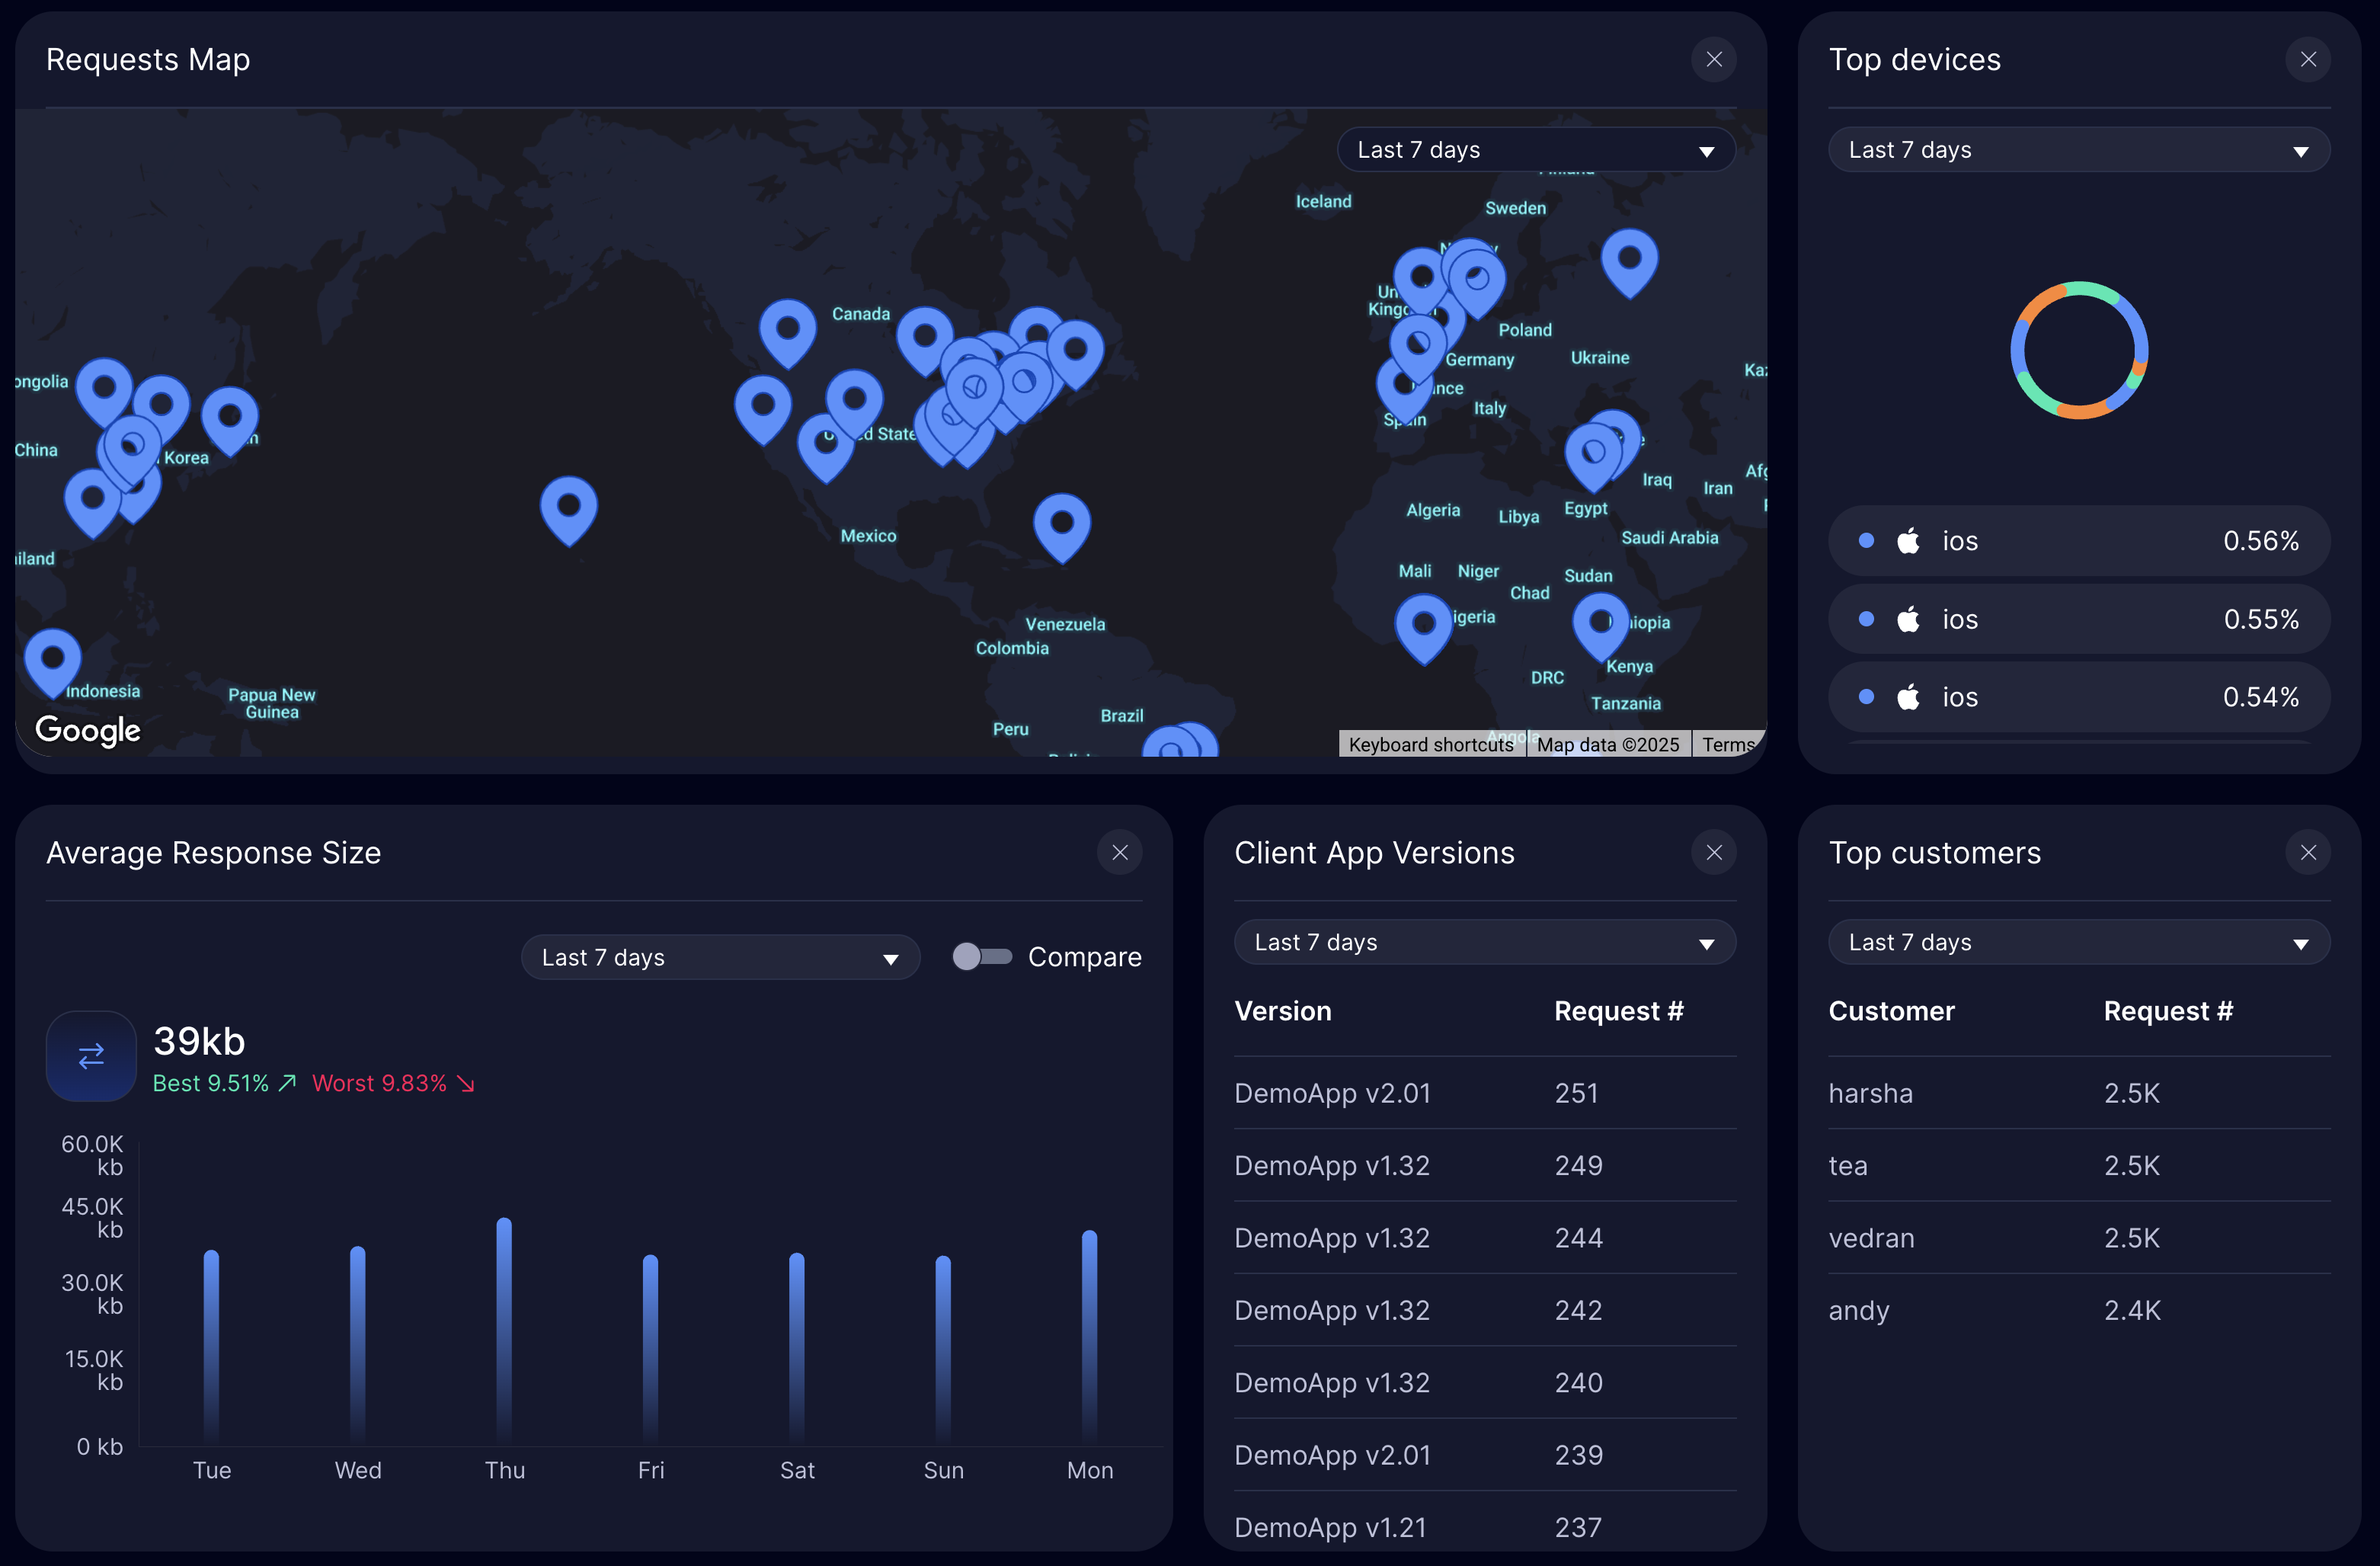 Requests Map
Last 7 days
Iceland
Sweden
Canada
Poland
Germany
Ukraine
Italy
Spain
China
Korea
Mexico
Iraq
Iran
Algeria
Libya
Egypt
Saudi Arabia
Mali
Niger
Chad
Sudan
Venezuela
Colombia
DRC
Kenya
Tanzania
Indonesia
Papua New
Guinea
Peru
Brazil
Angola
Google
Keyboard shortcuts
Map data ©2025
Terms
Top devices
Last 7 days
ios 0.56%
ios 0.55%
ios 0.54%
Average Response Size
Last 7 days
Compare
39kb
Best 9.51% Worst 9.83%
60.0K
kb
45.0K
kb
30.0K
kb
15.0K
kb
0 kb
Tue Wed Thu Fri Sat Sun Mon
Client App Versions
Last 7 days
Version Request #
DemoApp v2.01 251
DemoApp v1.32 249
DemoApp v1.32 244
DemoApp v1.32 242
DemoApp v1.32 240
DemoApp v2.01 239
DemoApp v1.21 237
Top customers
Last 7 days
Customer Request #
harsha 2.5K
tea 2.5K
vedran 2.5K
andy 2.4K